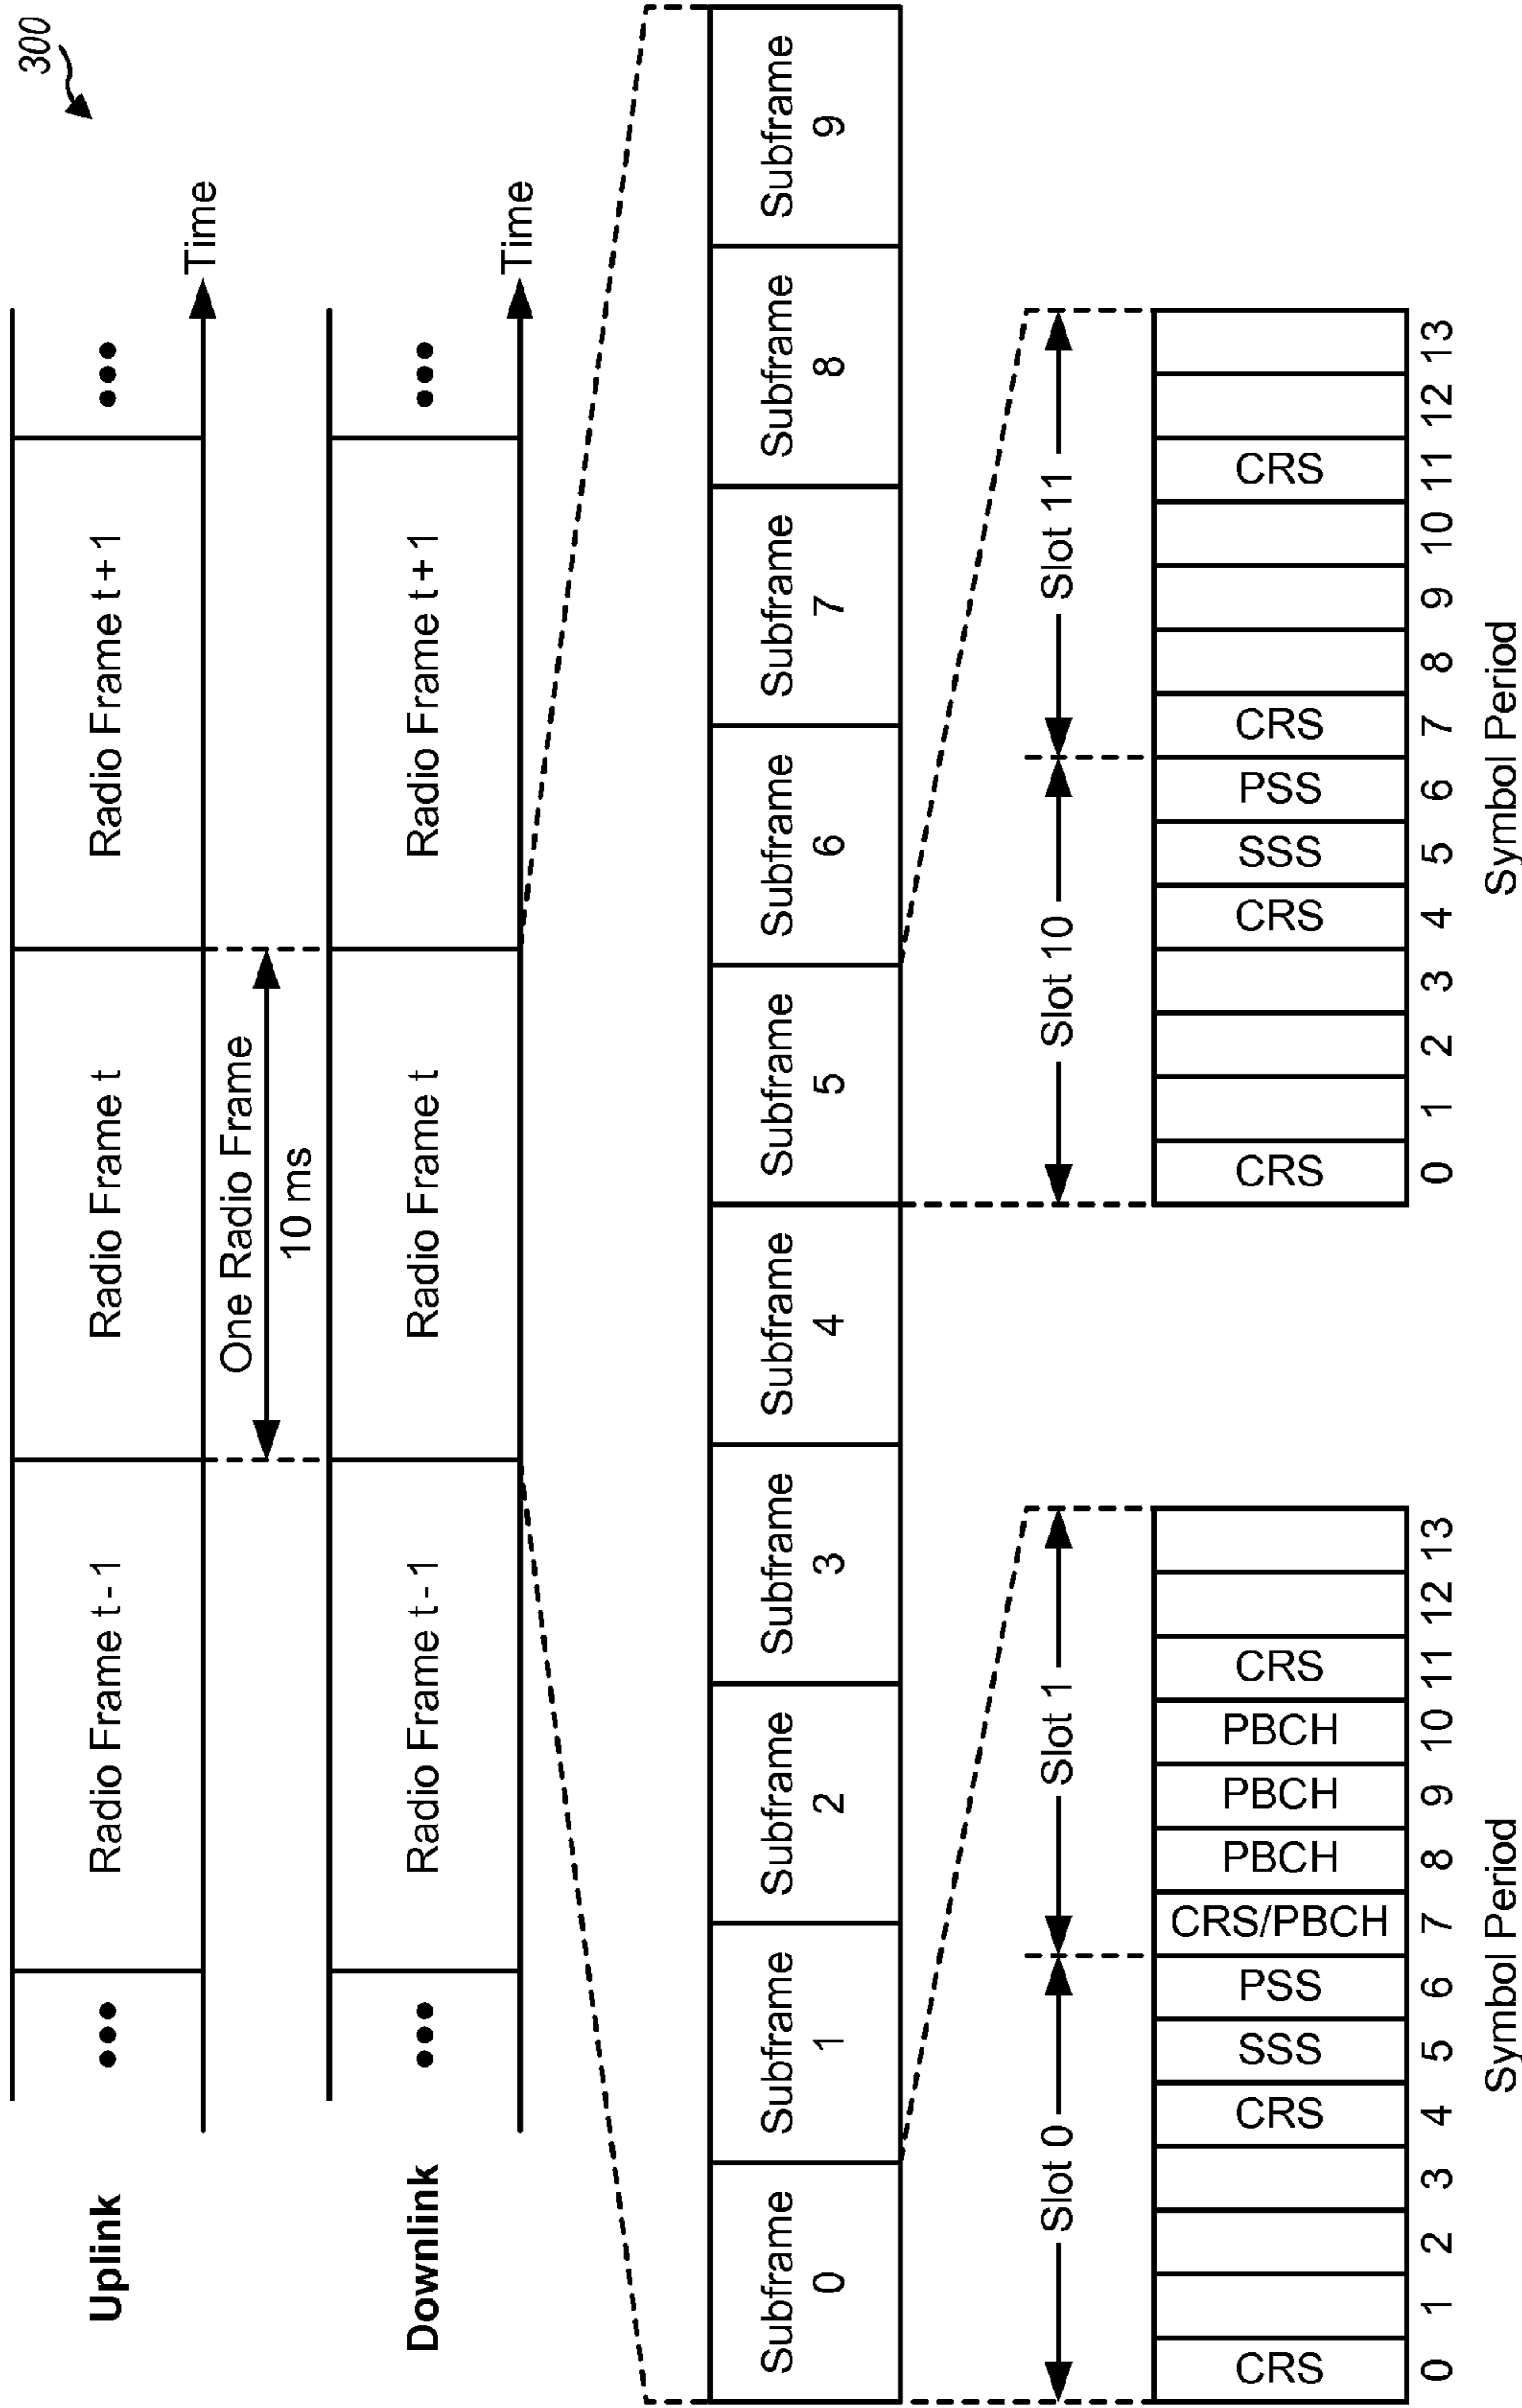 300
Uplink
•••
Radio Frame t - 1
Radio Frame t
Radio Frame t + 1
•••
Time
One Radio Frame
10 ms
Downlink
•••
Radio Frame t - 1
Radio Frame t
Radio Frame t + 1
•••
Time
Subframe
0
Subframe
1
Subframe
2
Subframe
3
Subframe
4
Subframe
5
Subframe
6
Subframe
7
Subframe
8
Subframe
9
Slot 0
Slot 1
CRS
CRS
SSS
PSS
CRS/PBCH
PBCH
PBCH
PBCH
CRS
0 1 2 3 4 5 6 7 8 9 10 11 12 13
Symbol Period
Slot 10
Slot 11
CRS
CRS
SSS
PSS
CRS
CRS
0 1 2 3 4 5 6 7 8 9 10 11 12 13
Symbol Period